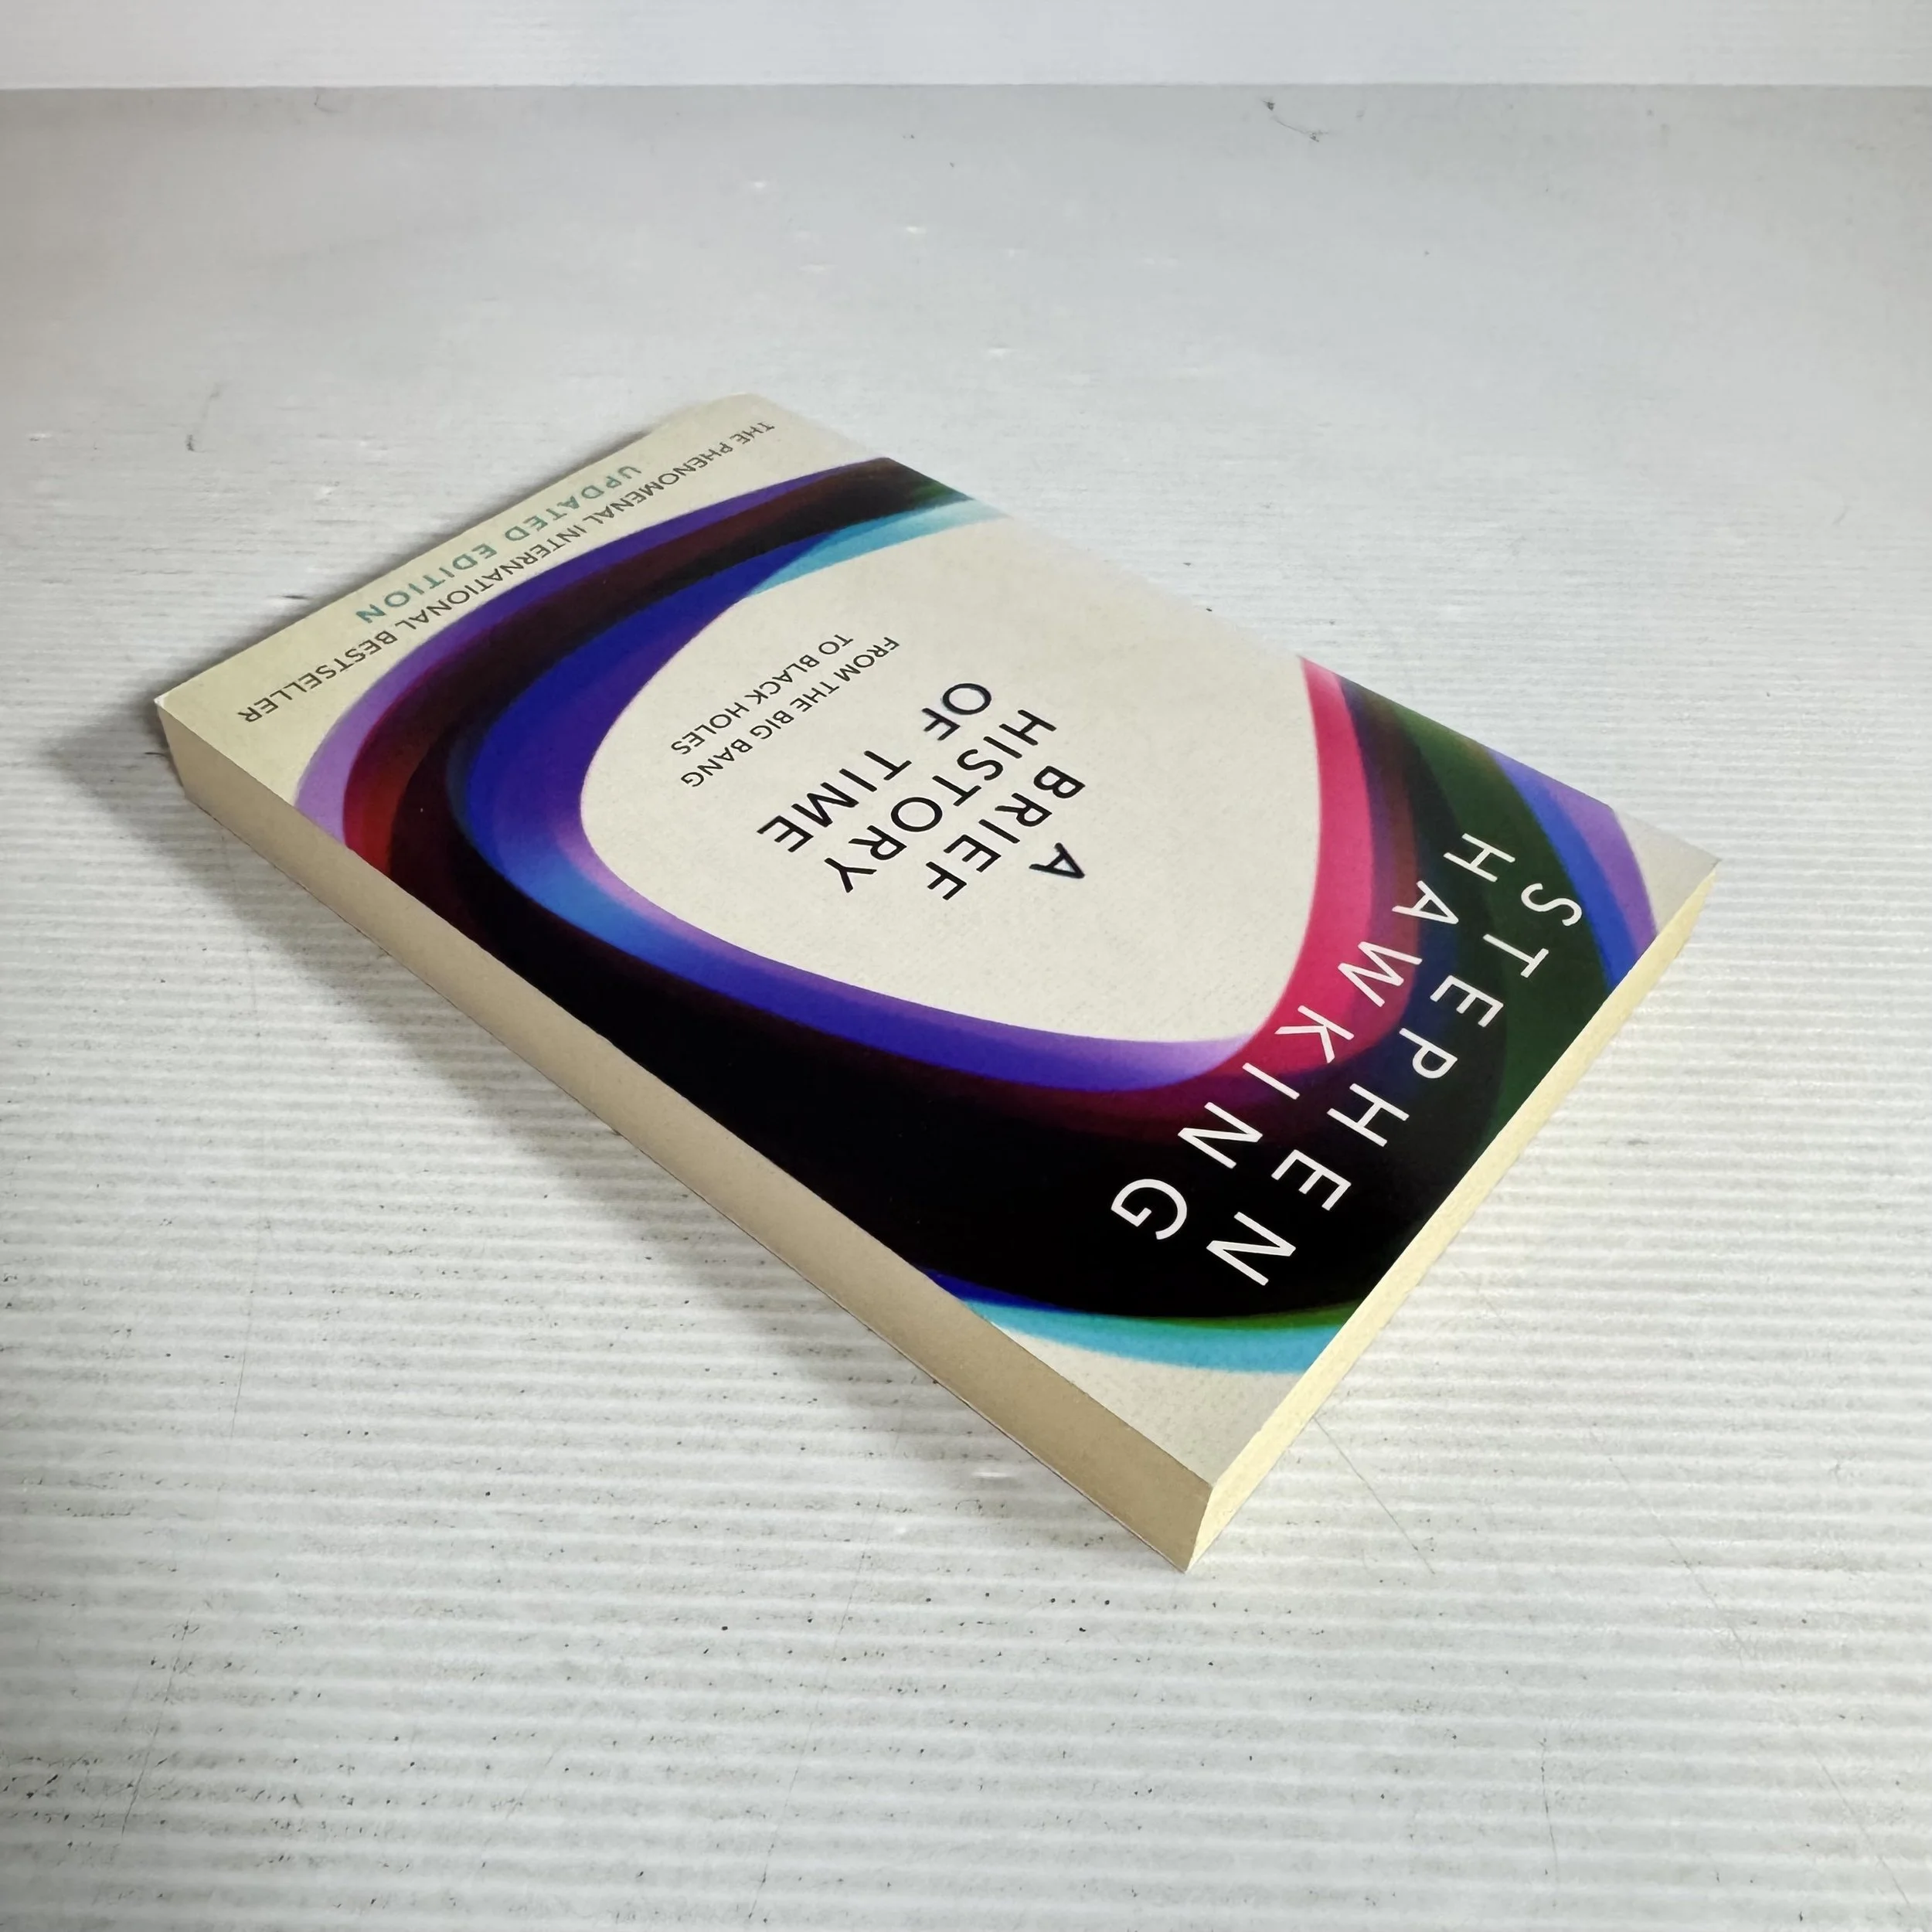 STEPHEN
HAWKING
A
BRIEF
HISTORY
OF TIME
FROM THE BIG BANG
TO BLACK HOLES
THE PHENOMENAL INTERNATIONAL BESTSELLER
UPDATED EDITION